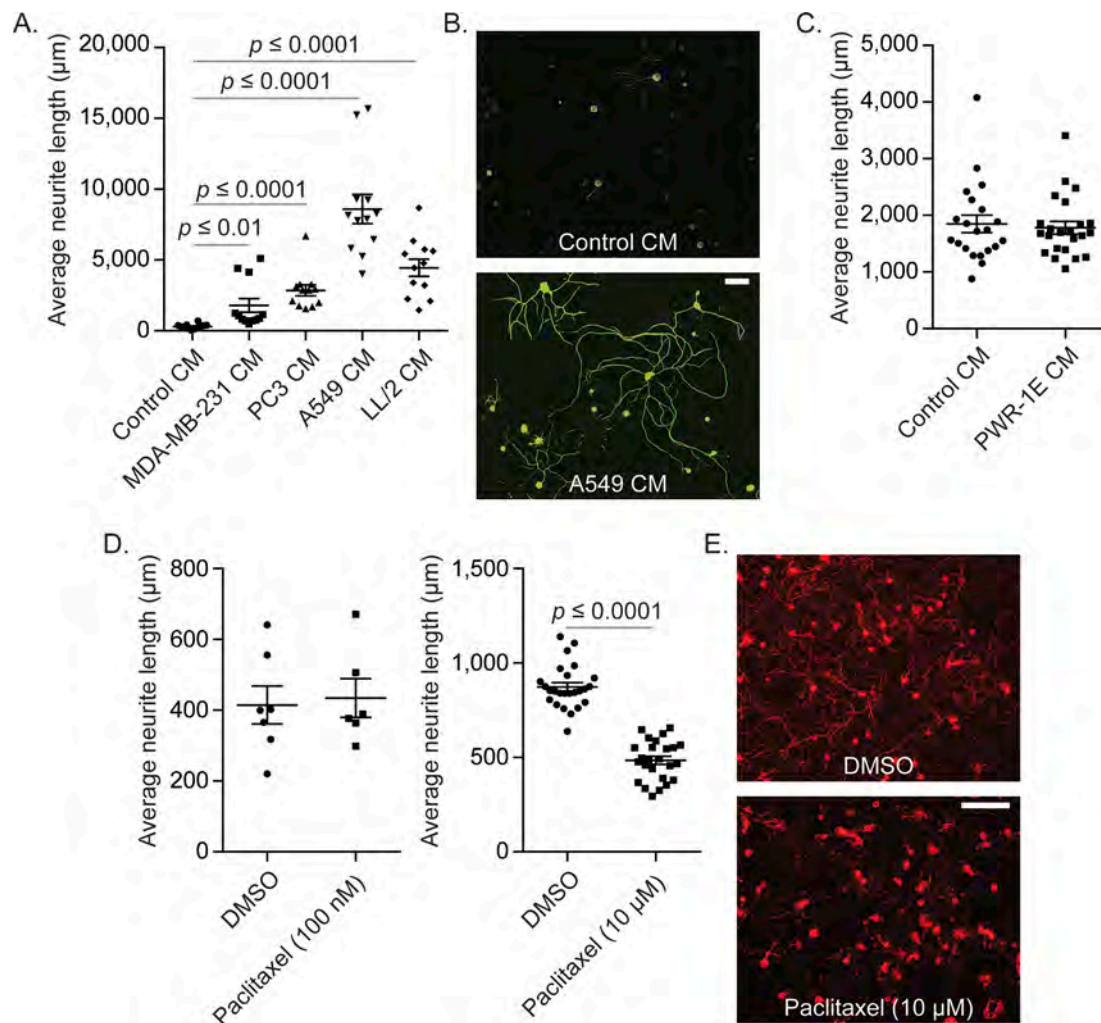 A.
Average neurite length (µm)
20,000
15,000
10,000
5,000
0
p ≤ 0.0001
p ≤ 0.0001
p ≤ 0.0001
p ≤ 0.01
Control CM
MDA-MB-231 CM
PC3 CM
A549 CM
LL/2 CM
B.
Control CM
A549 CM
C.
Average neurite length (µm)
5,000
4,000
3,000
2,000
1,000
0
Control CM
PWR-1E CM
D.
Average neurite length (µm)
800
600
400
200
0
DMSO
Paclitaxel (100 nM)
Average neurite length (µm)
1,500
1,000
500
0
p ≤ 0.0001
DMSO
Paclitaxel (10 µM)
E.
DMSO
Paclitaxel (10 µM)